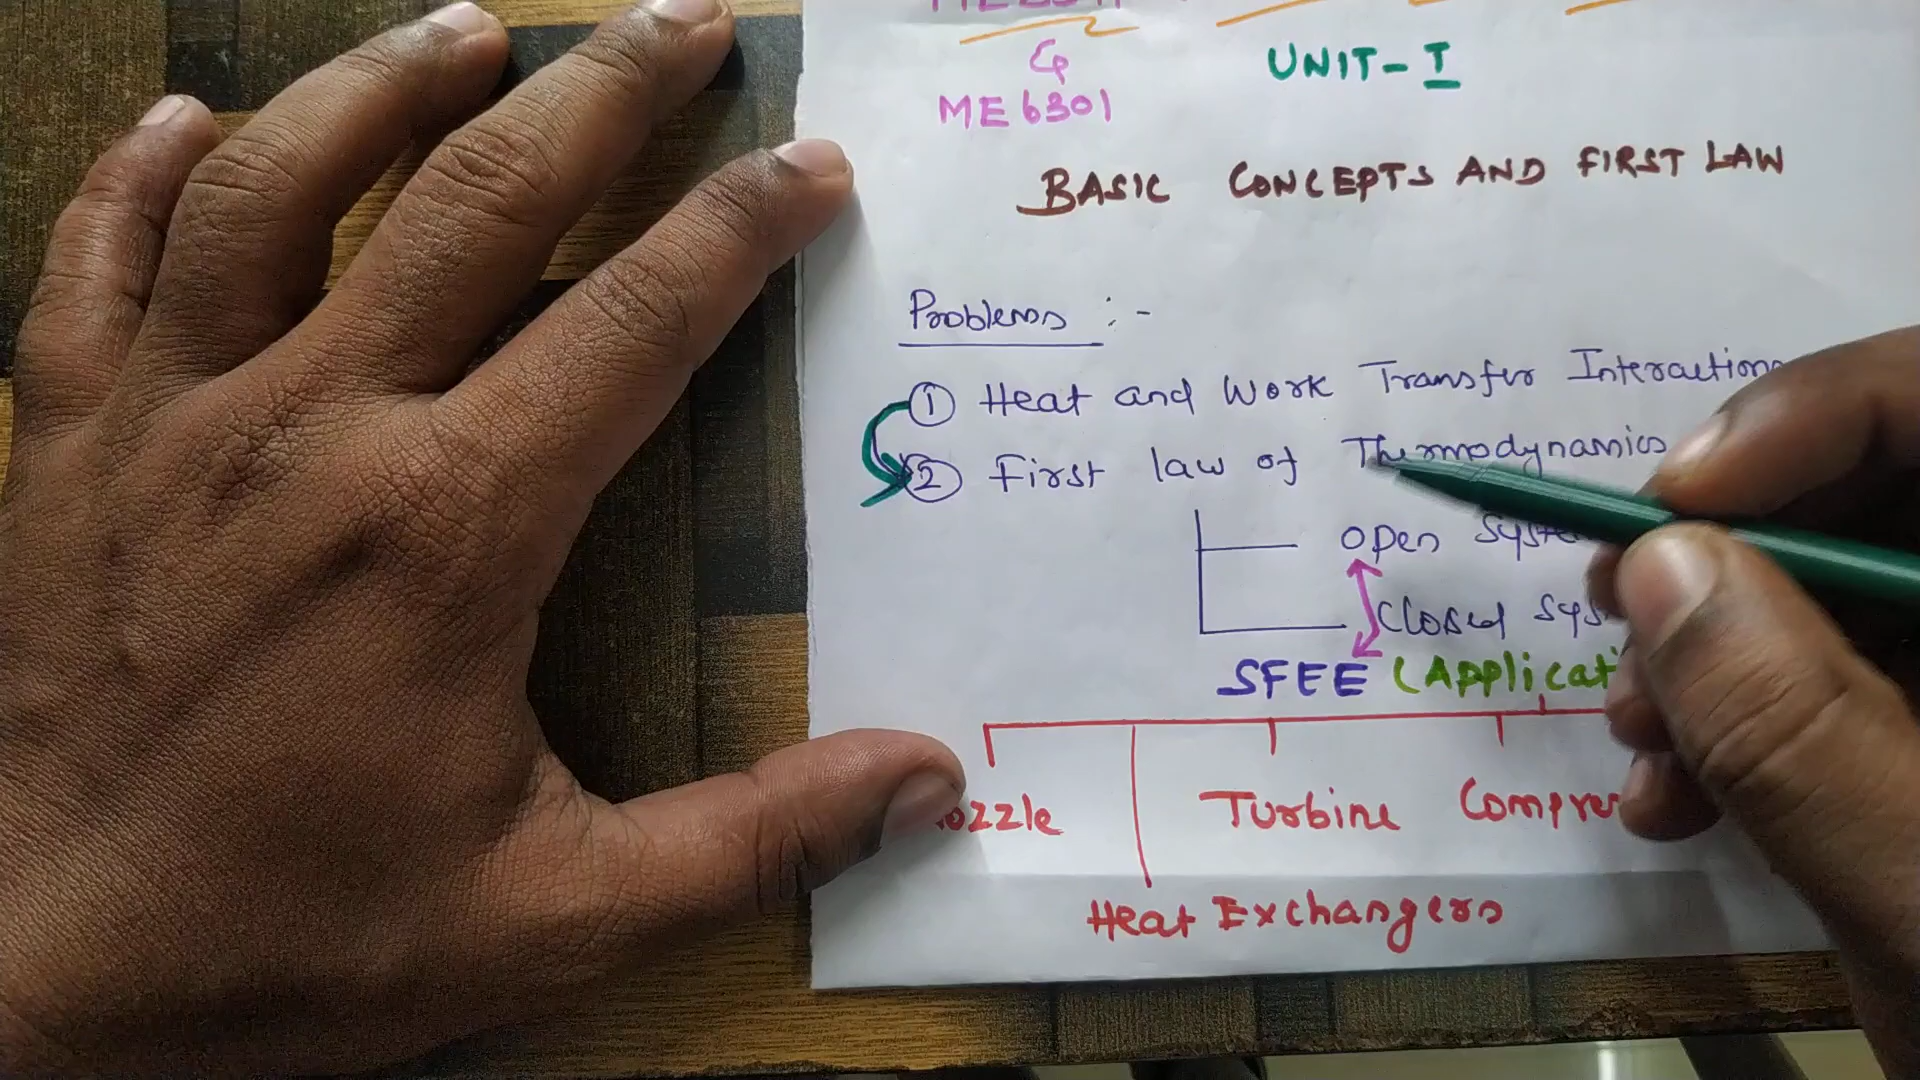 &
UNIT-I
ME6301
BASIC CONCEPTS AND FIRST LAW
Problems :-
① Heat and Work Transfer Interactions
② First law of Thermodynamics
Open
Closed
SFEE
Turbine
Heat Exchangers